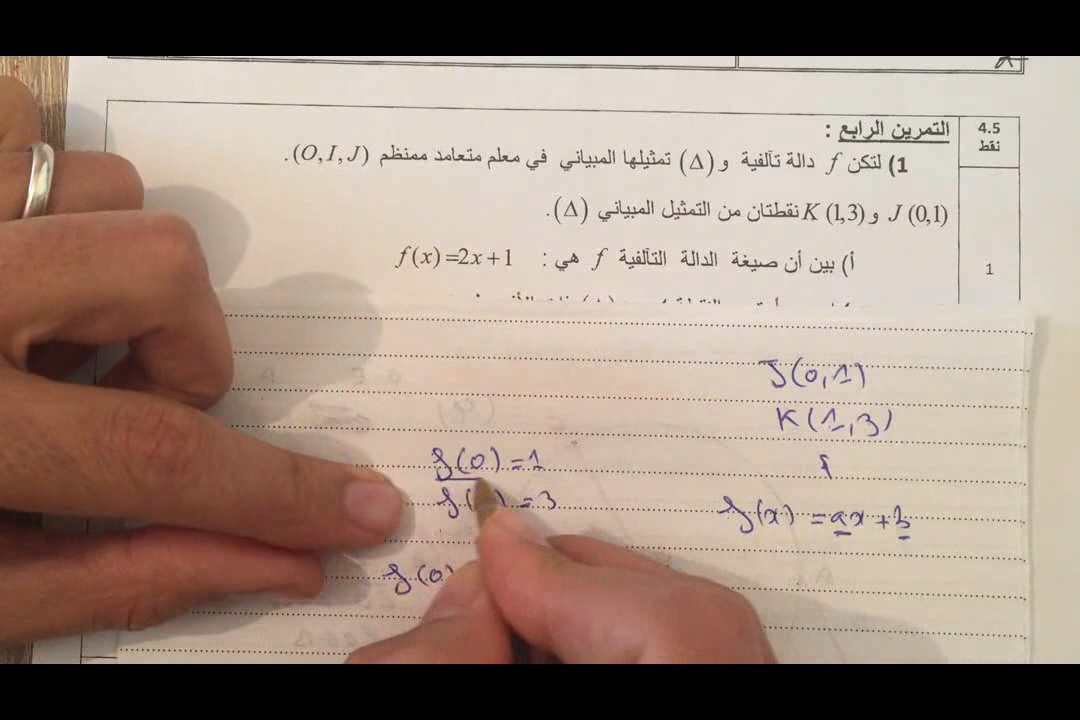 التمرين الرابع :
4.5
نقط
1) لتكن f دالة تآلفية و (Δ) تمثيلها المبياني في معلم متعامد ممنظم (O, I, J).
J (0,1) و K (1,3) نقطتان من التمثيل المبياني (Δ).
أ) بين أن صيغة الدالة التآلفية f هي : f(x)=2x+1
1
J(0,1)
K(1,3)
f(0) = 1
f
f( ) = 3
f(x) = ax + b
f(0)